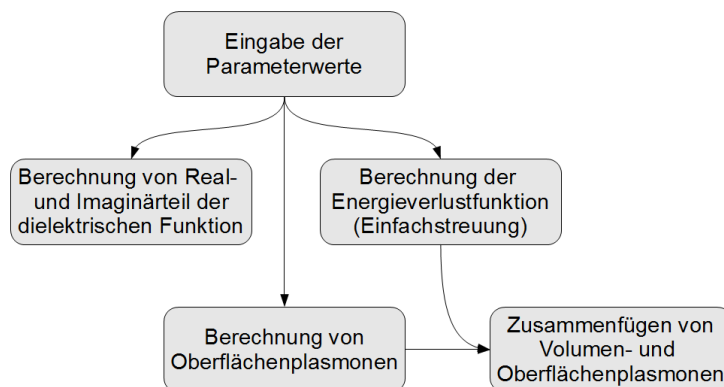 Eingabe der
Parameterwerte
Berechnung von Real-
und Imaginärteil der
dielektrischen Funktion
Berechnung der
Energieverlustfunktion
(Einfachstreuung)
Berechnung von
Oberflächenplasmonen
Zusammenfügen von
Volumen- und
Oberflächenplasmonen